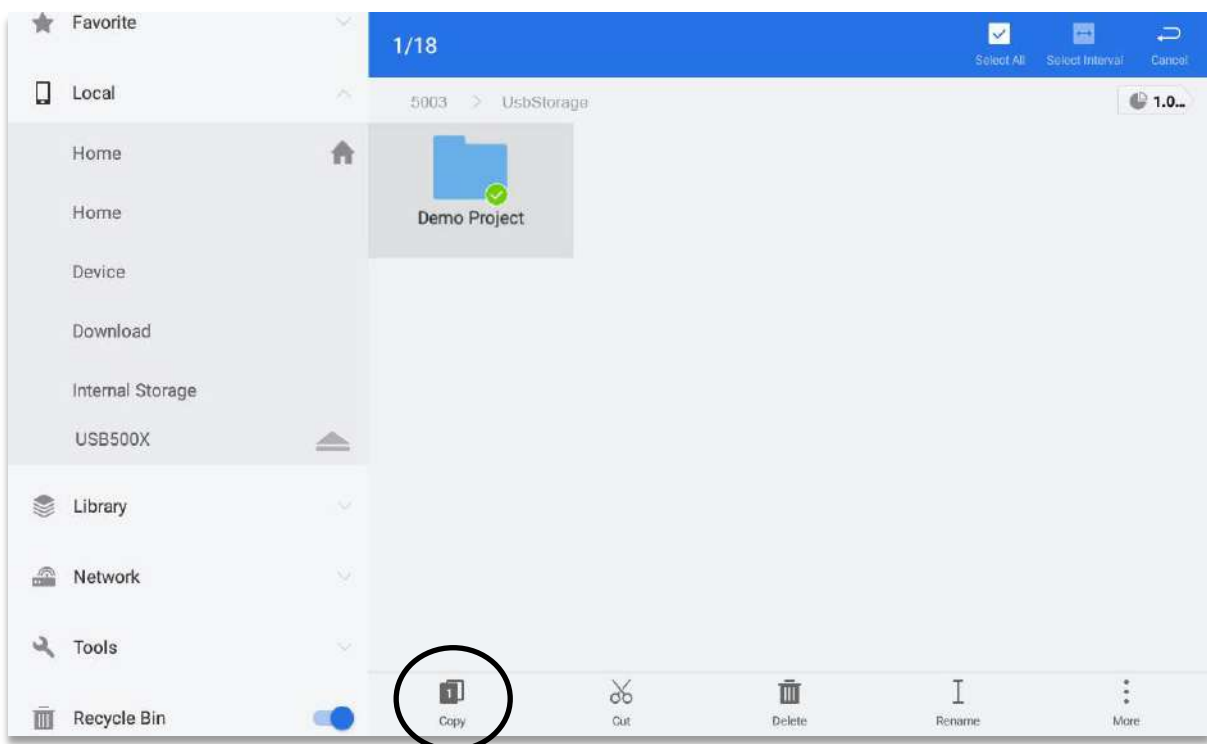 Favorite
Local
Home
Home
Device
Download
Internal Storage
USB500X
Library
Network
Tools
Recycle Bin
1/18
Select All
Select Interval
Cancel
5003 > UsbStorage
1.0...
Demo Project
1
Copy
Cut
Delete
Rename
More